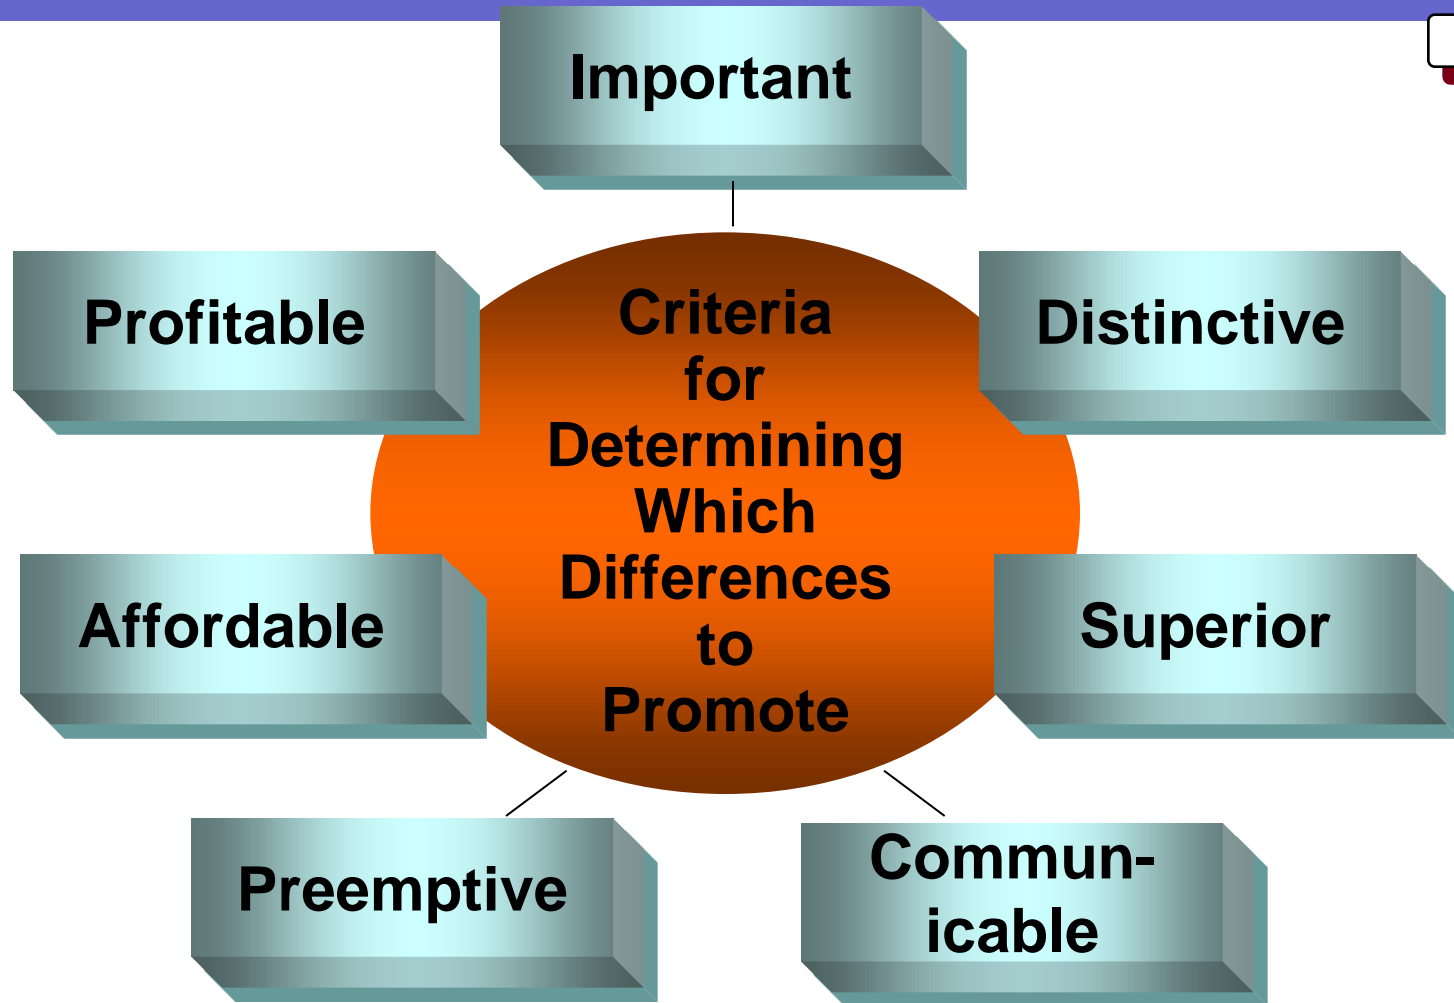 Important
Profitable
Distinctive
Criteria
for
Determining
Which
Differences
to
Promote
Affordable
Superior
Preemptive
Commun-
icable